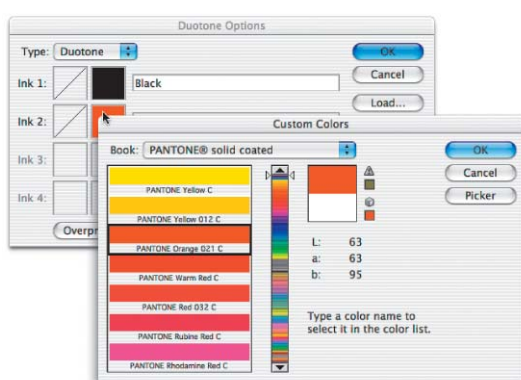 Duotone Options
Type: Duotone
OK
Ink 1: Black
Cancel
Load...
Ink 2:
Ink 3:
Ink 4:
Overpr
Custom Colors
Book: PANTONE® solid coated
OK
Cancel
Picker
PANTONE Yellow C
PANTONE Yellow 012 C
PANTONE Orange 021 C
PANTONE Warm Red C
PANTONE Red 032 C
PANTONE Rubine Red C
PANTONE Rhodamine Red C
L: 63
a: 63
b: 95
Type a color name to
select it in the color list.